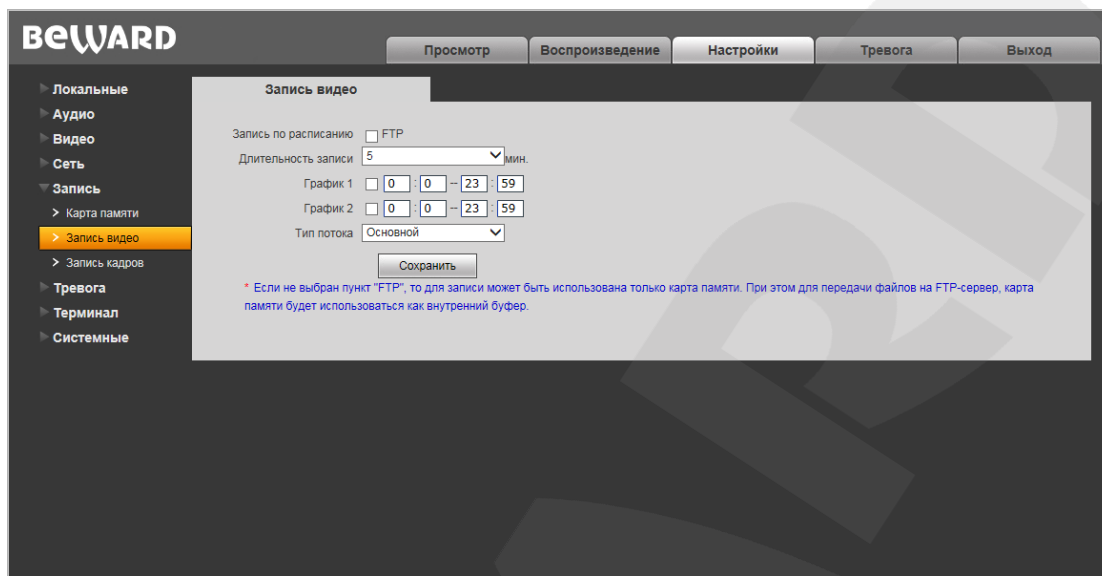 BEWARD
Просмотр Воспроизведение Настройки Тревога Выход
Локальные
Аудио
Видео
Сеть
Запись
> Карта памяти
> Запись видео
> Запись кадров
Тревога
Терминал
Системные
Запись видео
Запись по расписанию FTP
Длительность записи 5 мин.
График 1 0 : 0 -- 23 : 59
График 2 0 : 0 -- 23 : 59
Тип потока Основной
Сохранить
* Если не выбран пункт "FTP", то для записи может быть использована только карта памяти. При этом для передачи файлов на FTP-сервер, карта
памяти будет использоваться как внутренний буфер.